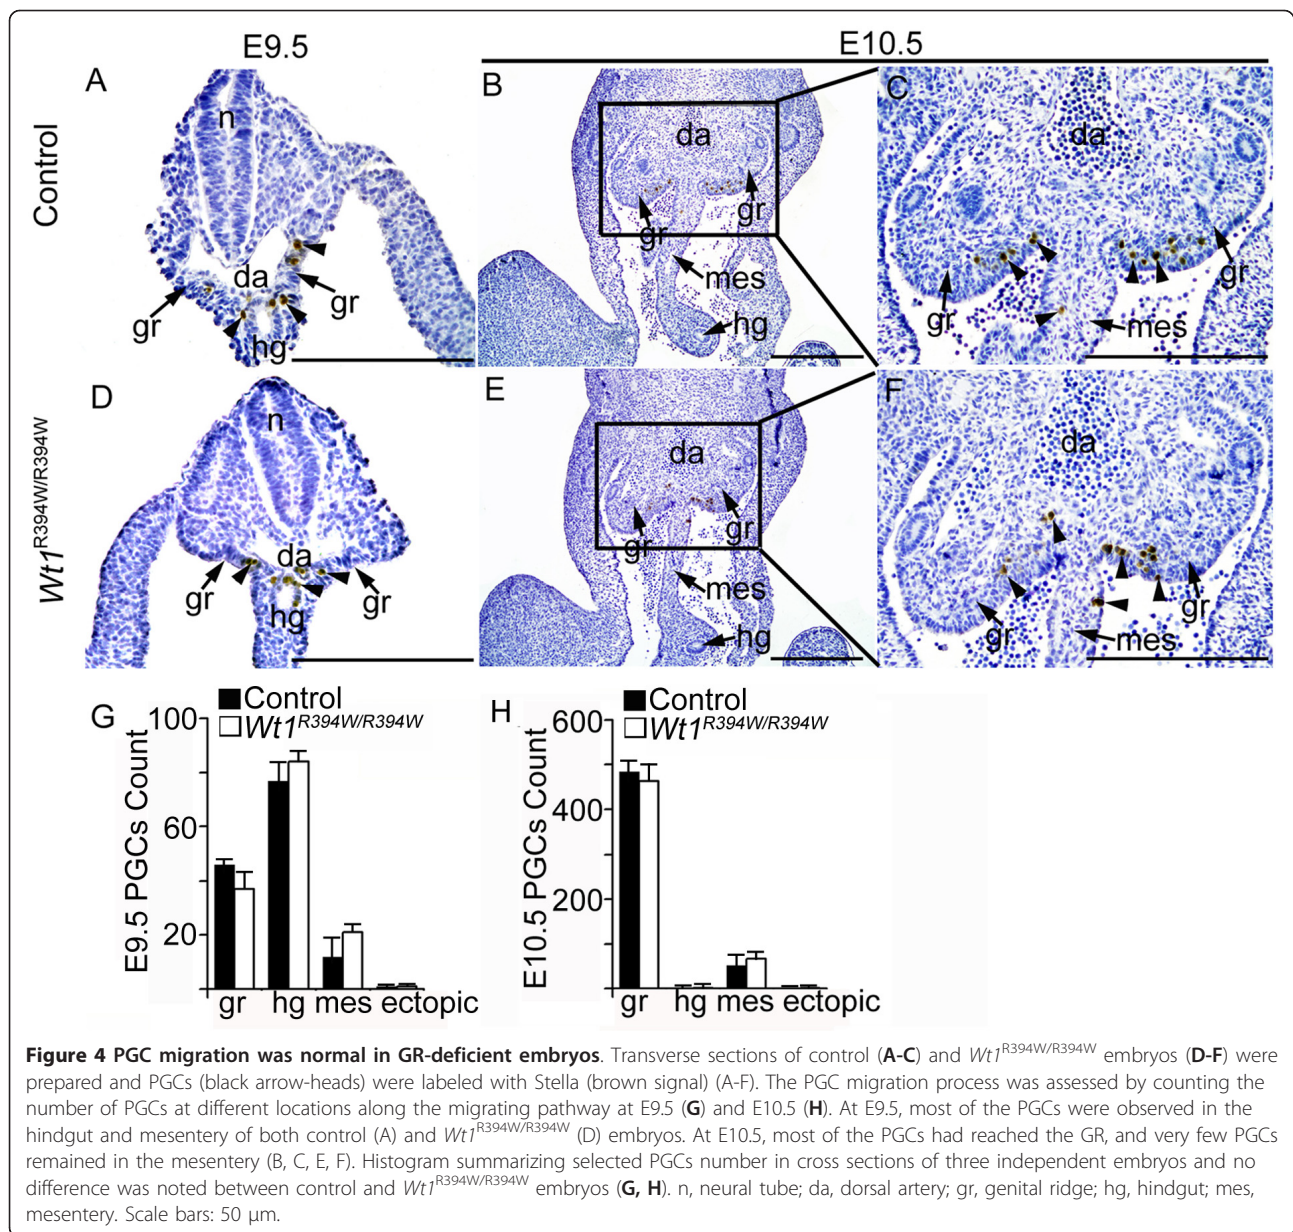 E9.5
E10.5
Control
A
n
da
gr
gr
hg
B
da
gr
gr
mes
hg
C
da
gr
gr
mes
Wt1R394W/R394W
D
n
da
gr
gr
hg
E
da
gr
gr
mes
hg
F
da
gr
gr
mes
G
Control
Wt1R394W/R394W
E9.5 PGCs Count
100
60
20
gr hg mes ectopic
H
Control
Wt1R394W/R394W
E10.5 PGCs Count
600
400
200
gr hg mes ectopic
Figure 4 PGC migration was normal in GR-deficient embryos. Transverse sections of control (A-C) and Wt1R394W/R394W embryos (D-F) were
prepared and PGCs (black arrow-heads) were labeled with Stella (brown signal) (A-F). The PGC migration process was assessed by counting the
number of PGCs at different locations along the migrating pathway at E9.5 (G) and E10.5 (H). At E9.5, most of the PGCs were observed in the
hindgut and mesentery of both control (A) and Wt1R394W/R394W (D) embryos. At E10.5, most of the PGCs had reached the GR, and very few PGCs
remained in the mesentery (B, C, E, F). Histogram summarizing selected PGCs number in cross sections of three independent embryos and no
difference was noted between control and Wt1R394W/R394W embryos (G, H). n, neural tube; da, dorsal artery; gr, genital ridge; hg, hindgut; mes,
mesentery. Scale bars: 50 μm.